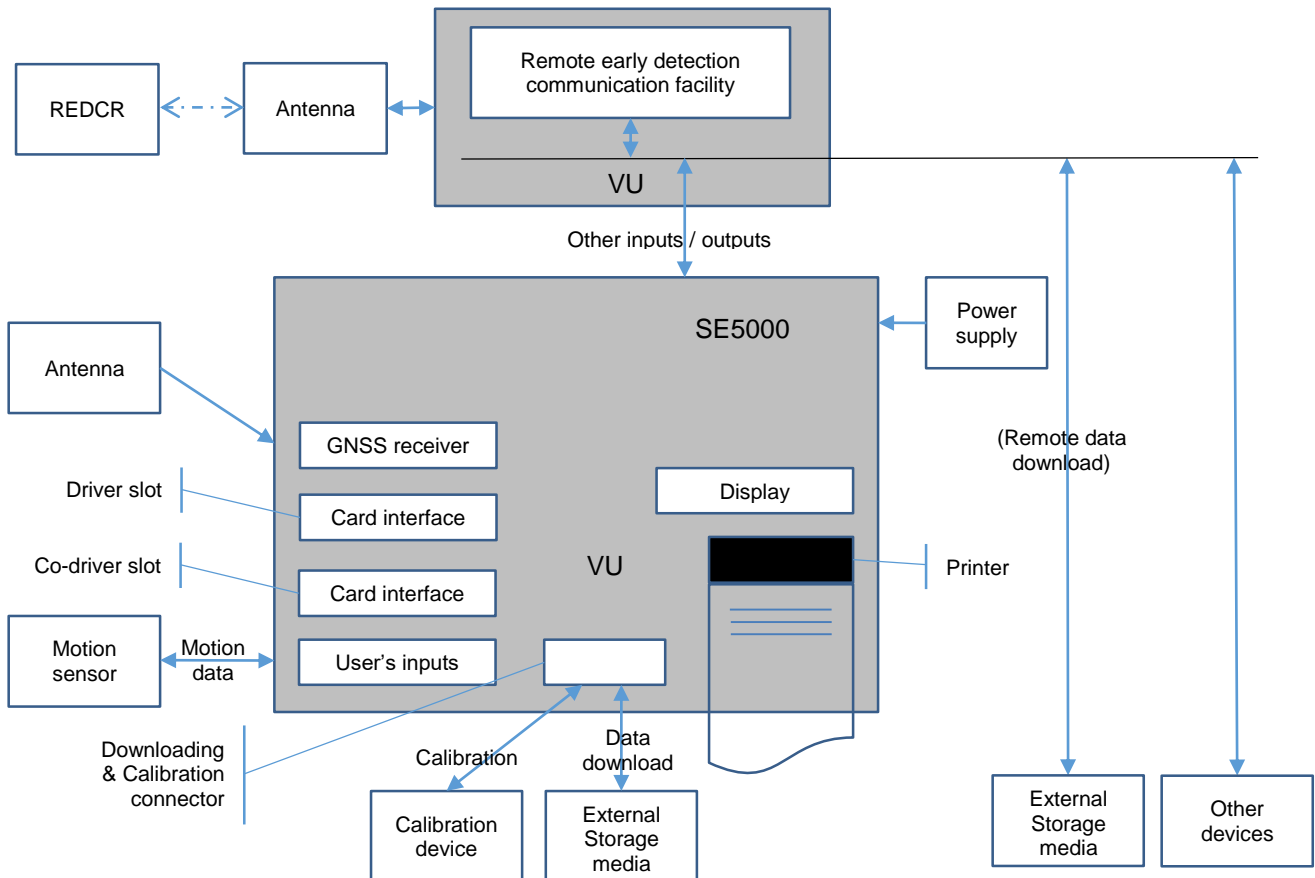 Remote early detection
communication facility
REDCR
Antenna
VU
Other inputs / outputs
SE5000
Power
supply
Antenna
GNSS receiver
(Remote data
download)
Driver slot
Display
Card interface
Co-driver slot
VU
Printer
Card interface
Motion
sensor
Motion
data
User's inputs
Downloading
& Calibration
connector
Calibration
Data
download
Calibration
device
External
Storage
media
External
Storage
media
Other
devices